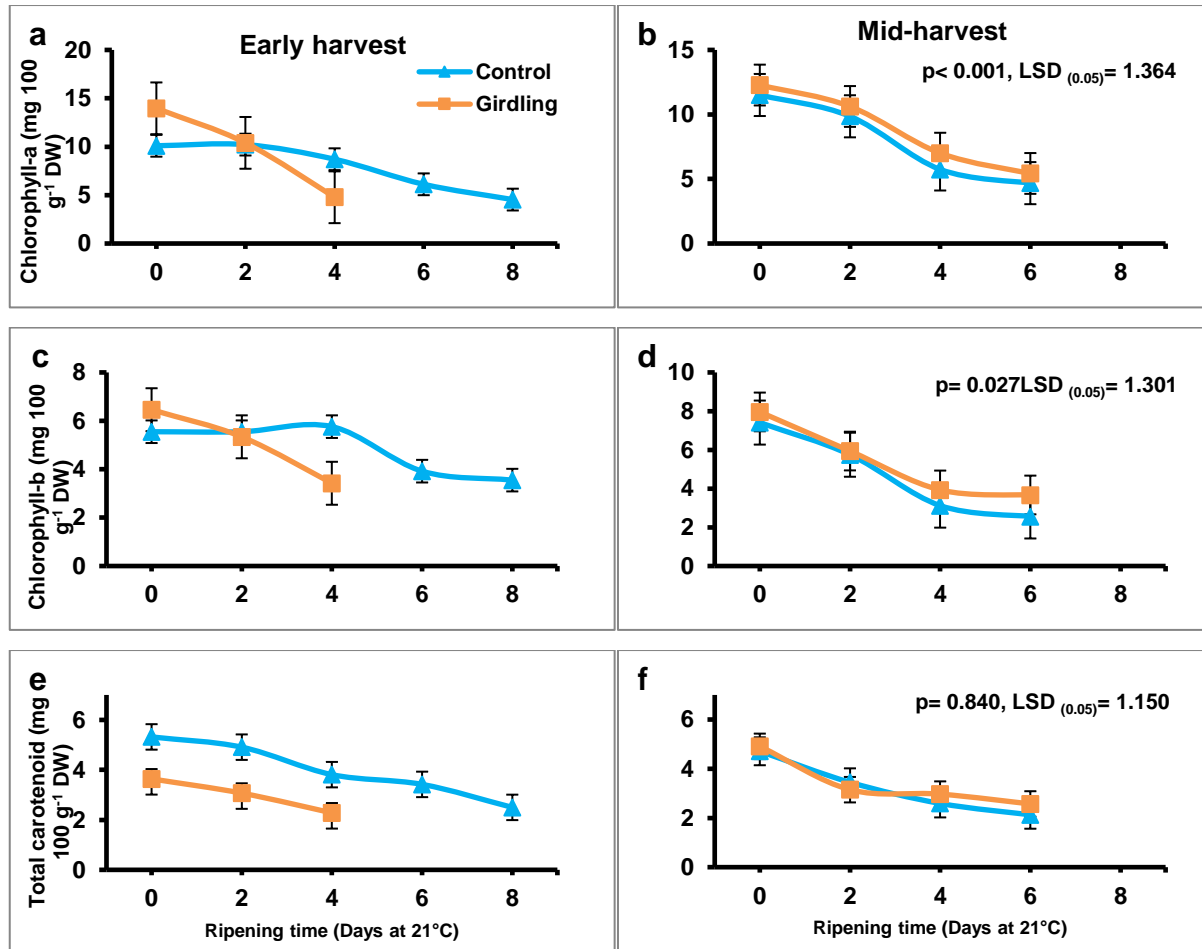 a
Early harvest
Control
Girdling
Chlorophyll-a (mg 100
g⁻¹ DW)
20
15
10
5
0
0 2 4 6 8
b
Mid-harvest
p< 0.001, LSD (0.05)= 1.364
15
10
5
0
0 2 4 6 8
c
Chlorophyll-b (mg 100
g⁻¹ DW)
8
6
4
2
0
0 2 4 6 8
d
p= 0.027LSD (0.05)= 1.301
10
8
6
4
2
0
0 2 4 6 8
e
Total carotenoid (mg
100 g⁻¹ DW)
6
4
2
0
0 2 4 6 8
Ripening time (Days at 21°C)
f
p= 0.840, LSD (0.05)= 1.150
6
4
2
0
0 2 4 6 8
Ripening time (Days at 21°C)